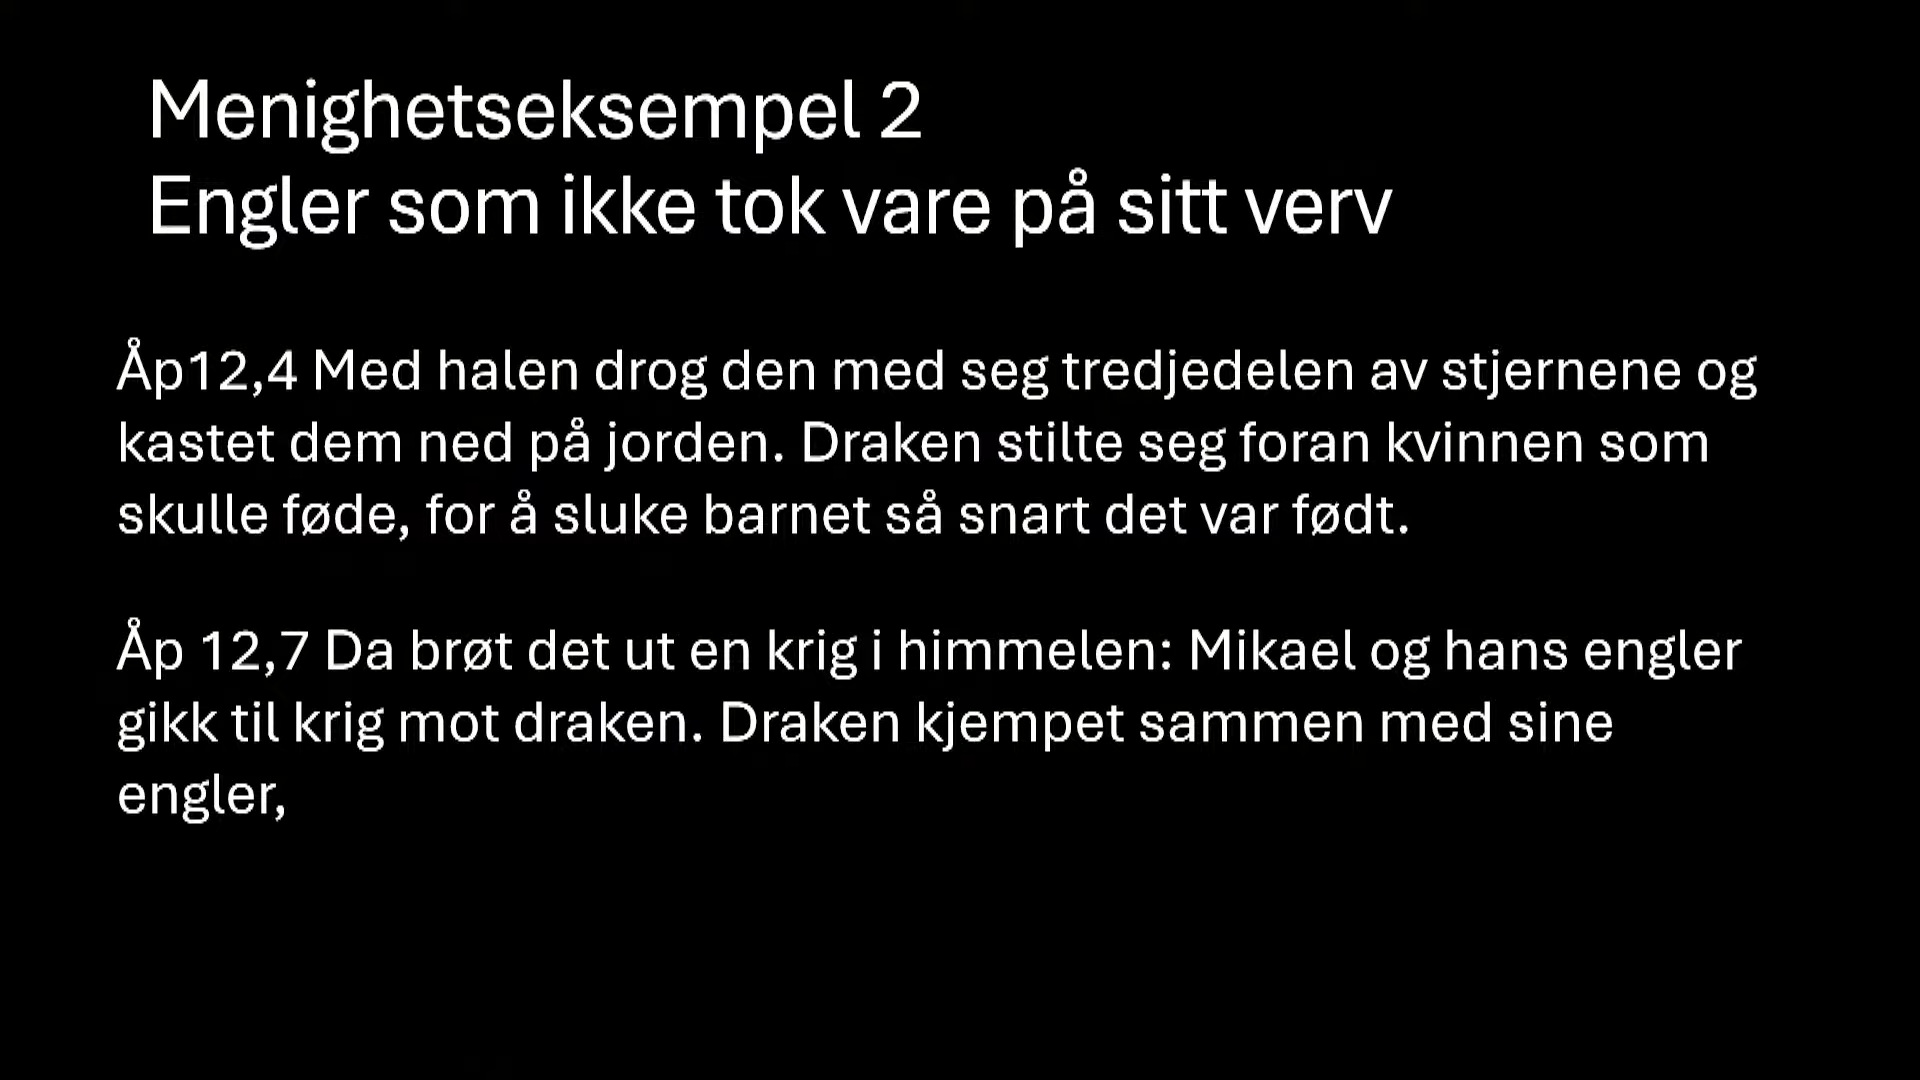 Menighetseksempel 2
Engler som ikke tok vare på sitt verv
Åp12,4 Med halen drog den med seg tredjedelen av stjernene og
kastet dem ned på jorden. Draken stilte seg foran kvinnen som
skulle føde, for å sluke barnet så snart det var født.
Åp 12,7 Da brøt det ut en krig i himmelen: Mikael og hans engler
gikk til krig mot draken. Draken kjempet sammen med sine
engler,